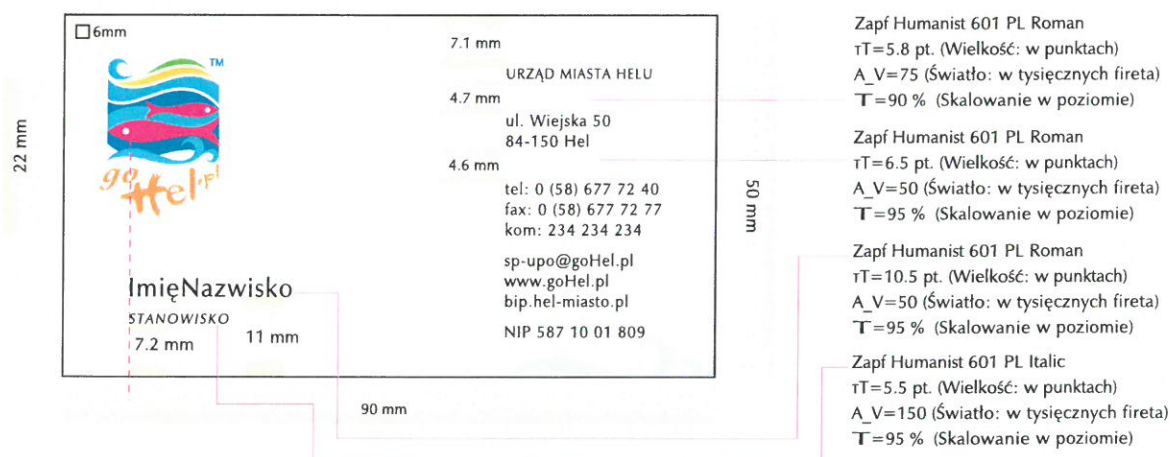 6mm
TM
go Hel.pl
22 mm
ImięNazwisko
STANOWISKO
7.2 mm
11 mm
7.1 mm
URZĄD MIASTA HELU
4.7 mm
ul. Wiejska 50
84-150 Hel
4.6 mm
tel: 0 (58) 677 72 40
fax: 0 (58) 677 72 77
kom: 234 234 234
sp-upo@goHel.pl
www.goHel.pl
bip.hel-miasto.pl
NIP 587 10 01 809
50 mm
90 mm
Zapf Humanist 601 PL Roman
тT=5.8 pt. (Wielkość: w punktach)
A_V=75 (Światło: w tysięcznych fireta)
T=90 % (Skalowanie w poziomie)
Zapf Humanist 601 PL Roman
тT=6.5 pt. (Wielkość: w punktach)
A_V=50 (Światło: w tysięcznych fireta)
T=95 % (Skalowanie w poziomie)
Zapf Humanist 601 PL Roman
тT=10.5 pt. (Wielkość: w punktach)
A_V=50 (Światło: w tysięcznych fireta)
T=95 % (Skalowanie w poziomie)
Zapf Humanist 601 PL Italic
тT=5.5 pt. (Wielkość: w punktach)
A_V=150 (Światło: w tysięcznych fireta)
T=95 % (Skalowanie w poziomie)